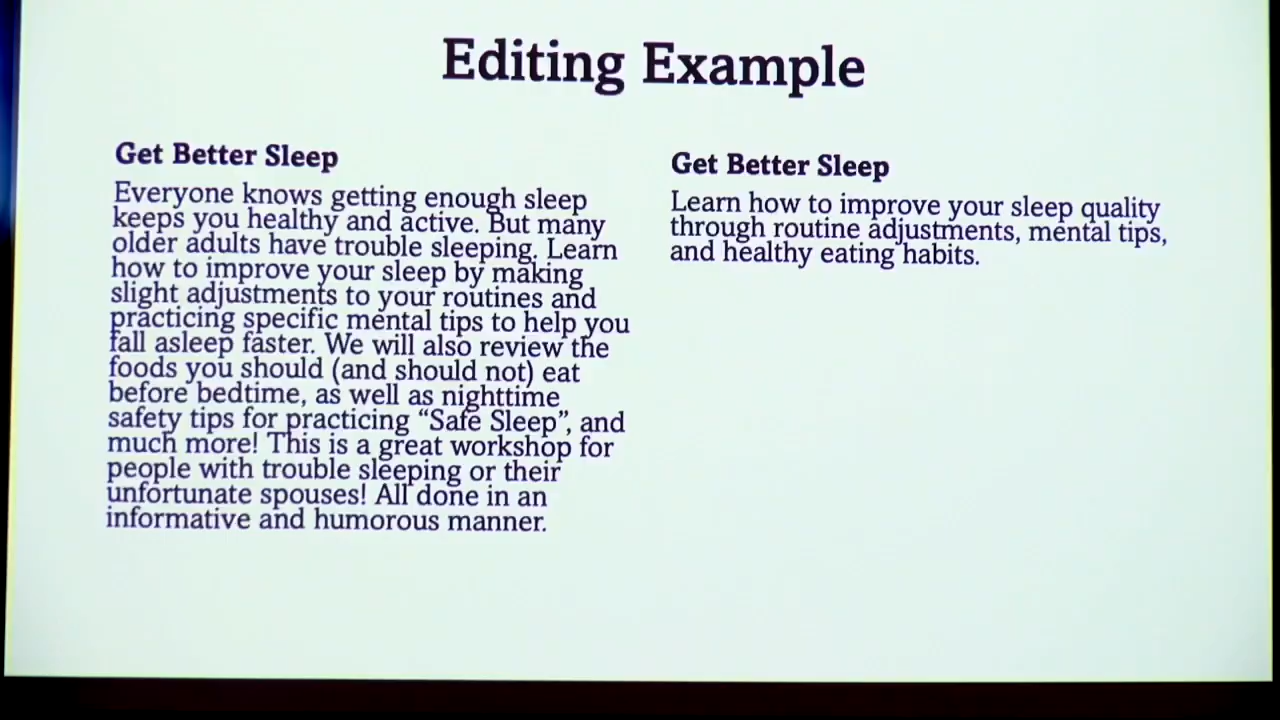 Editing Example
Get Better Sleep
Everyone knows getting enough sleep
keeps you healthy and active. But many
older adults have trouble sleeping. Learn
how to improve your sleep by making
slight adjustments to your routines and
practicing specific mental tips to help you
fall asleep faster. We will also review the
foods you should (and should not) eat
before bedtime, as well as nighttime
safety tips for practicing “Safe Sleep”, and
much more! This is a great workshop for
people with trouble sleeping or their
unfortunate spouses! All done in an
informative and humorous manner.
Get Better Sleep
Learn how to improve your sleep quality
through routine adjustments, mental tips,
and healthy eating habits.